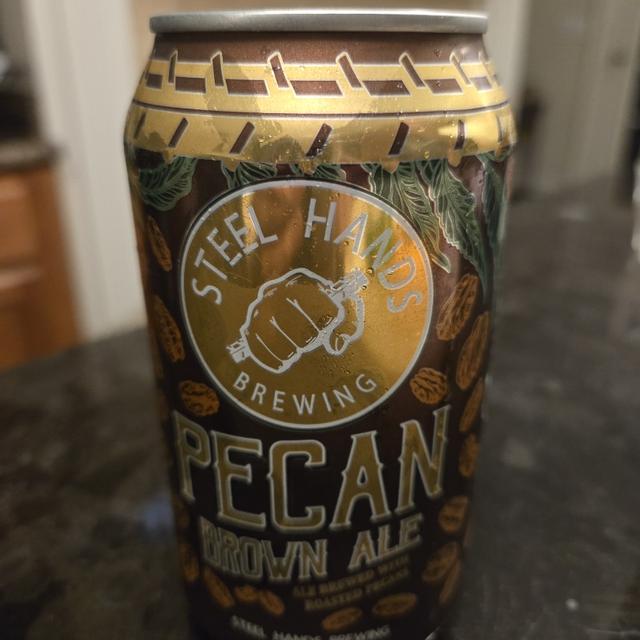 STEEL HANDS
BREWING
PECAN
BROWN ALE
ALE BREWED WITH
ROASTED PECANS
STEEL HANDS BREWING